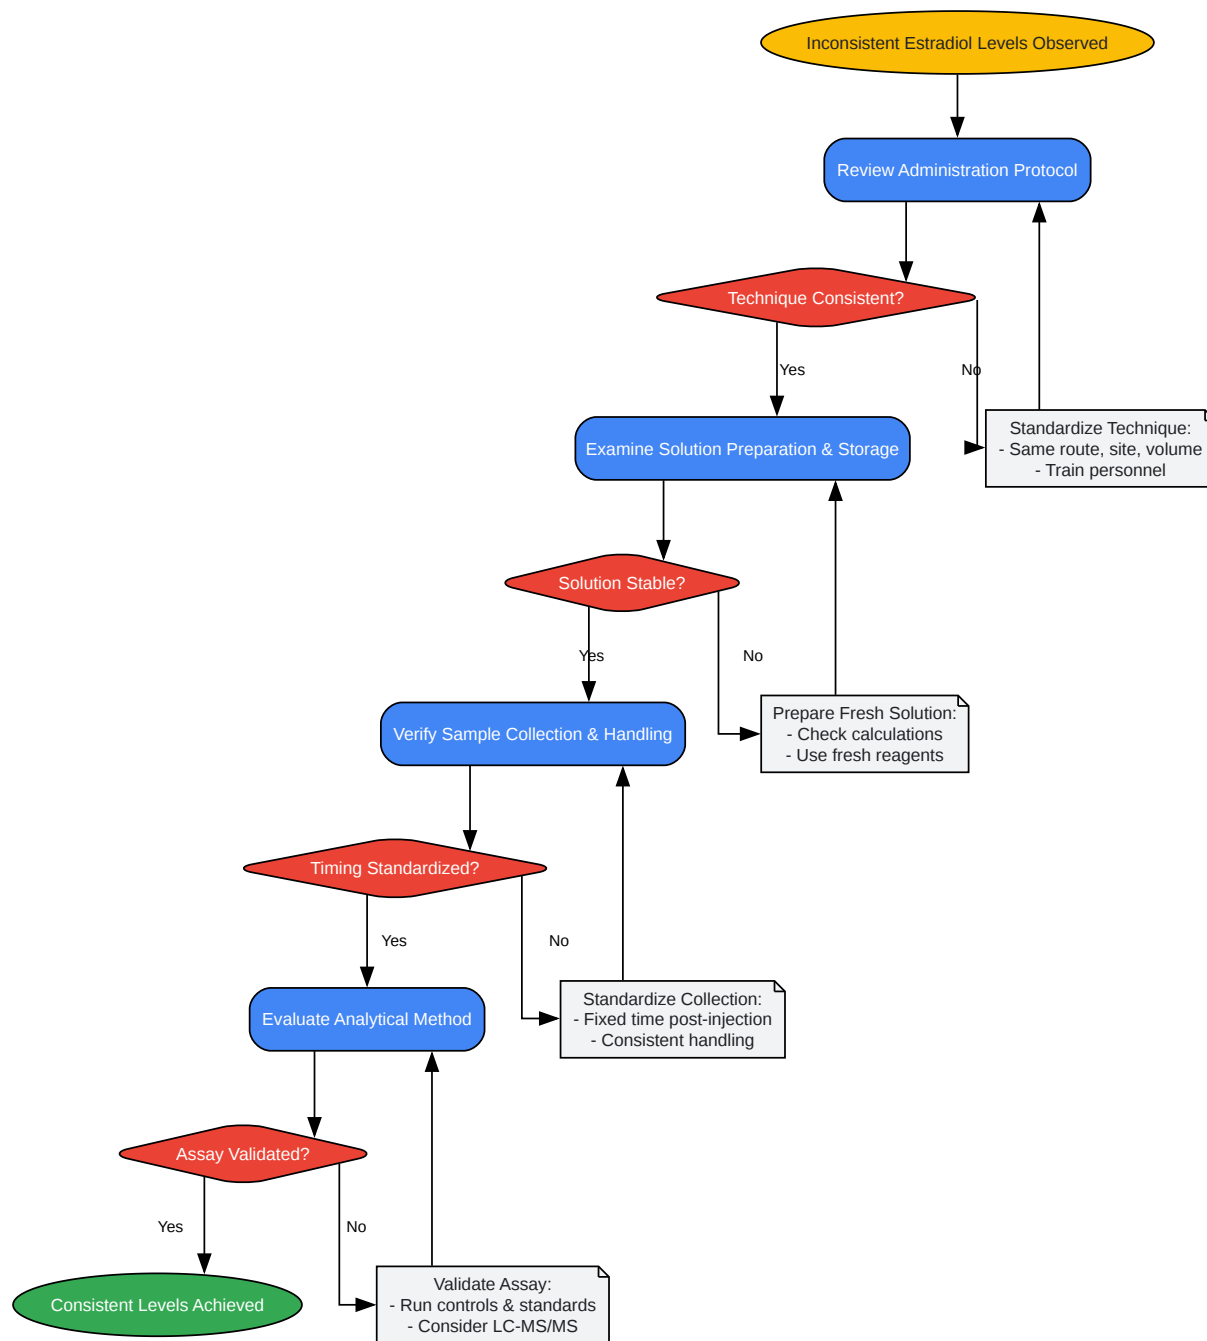 Inconsistent Estradiol Levels Observed
Review Administration Protocol
Technique Consistent?
Yes
No
Standardize Technique:
- Same route, site, volume
- Train personnel
Examine Solution Preparation & Storage
Solution Stable?
Yes
No
Prepare Fresh Solution:
- Check calculations
- Use fresh reagents
Verify Sample Collection & Handling
Timing Standardized?
Yes
No
Standardize Collection:
- Fixed time post-injection
- Consistent handling
Evaluate Analytical Method
Assay Validated?
Yes
No
Validate Assay:
- Run controls & standards
- Consider LC-MS/MS
Consistent Levels Achieved